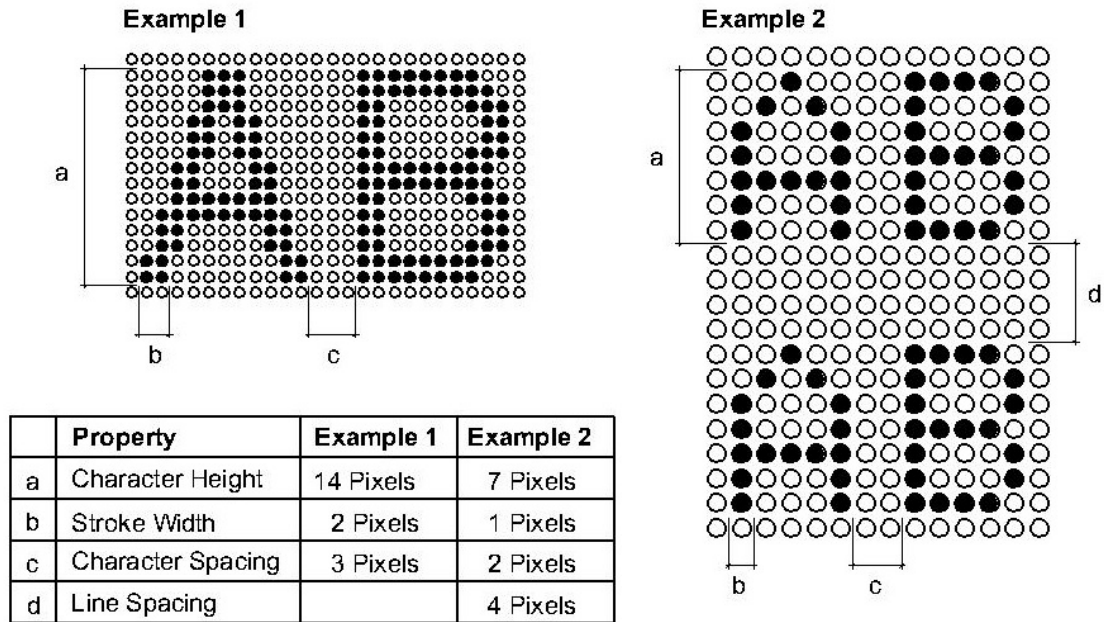 Example 1
a
b
c
Example 2
a
d
b
c
Property Example 1 Example 2
a Character Height 14 Pixels 7 Pixels
b Stroke Width 2 Pixels 1 Pixels
c Character Spacing 3 Pixels 2 Pixels
d Line Spacing 4 Pixels